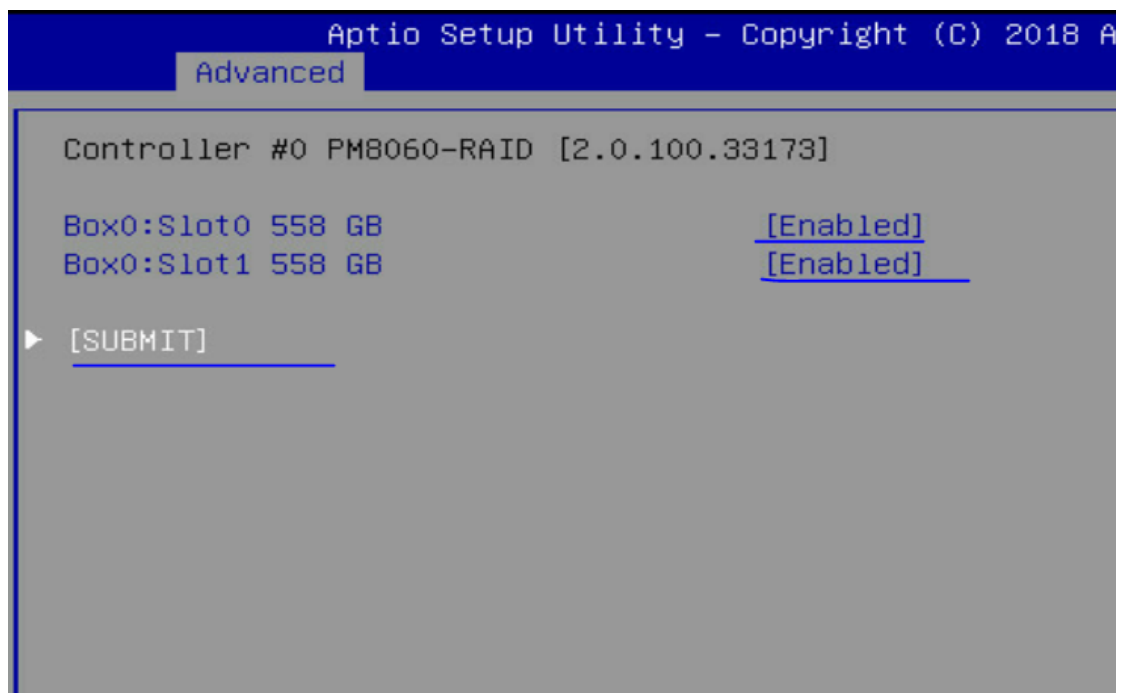 Aptio Setup Utility – Copyright (C) 2018 A
Advanced
Controller #0 PM8060-RAID [2.0.100.33173]
Box0:Slot0 558 GB [Enabled]
Box0:Slot1 558 GB [Enabled]
[SUBMIT]